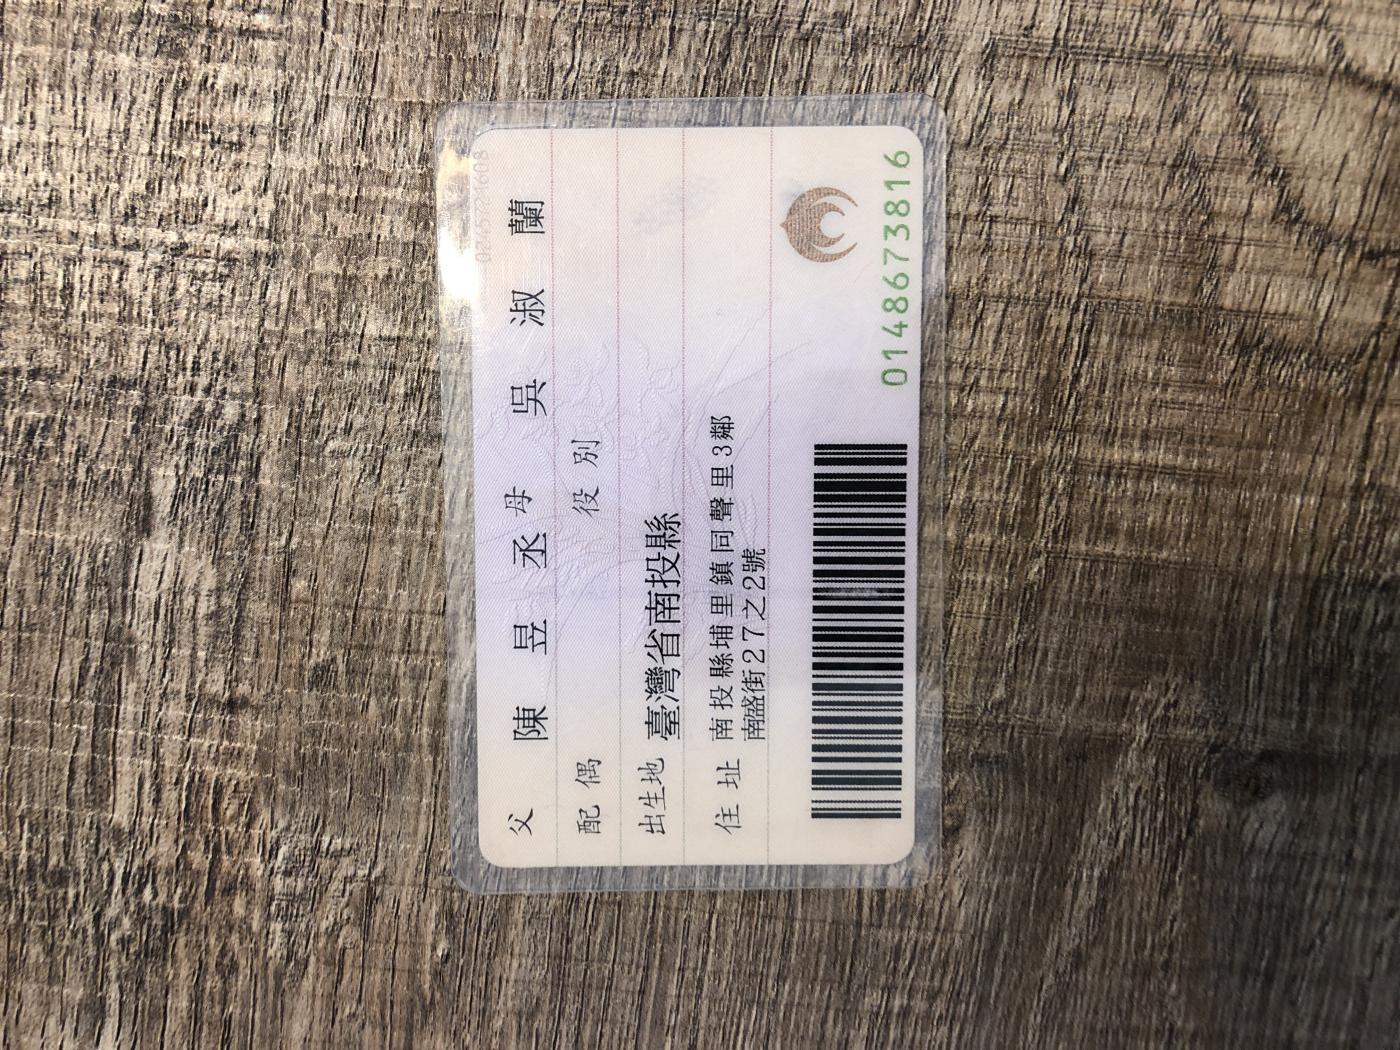 父 陳昱丞 母 吳淑蘭
配偶 役別
出生地 臺灣省南投縣
住址 南投縣埔里鎮同聲里3鄰
南盛街27之2號
0148673816